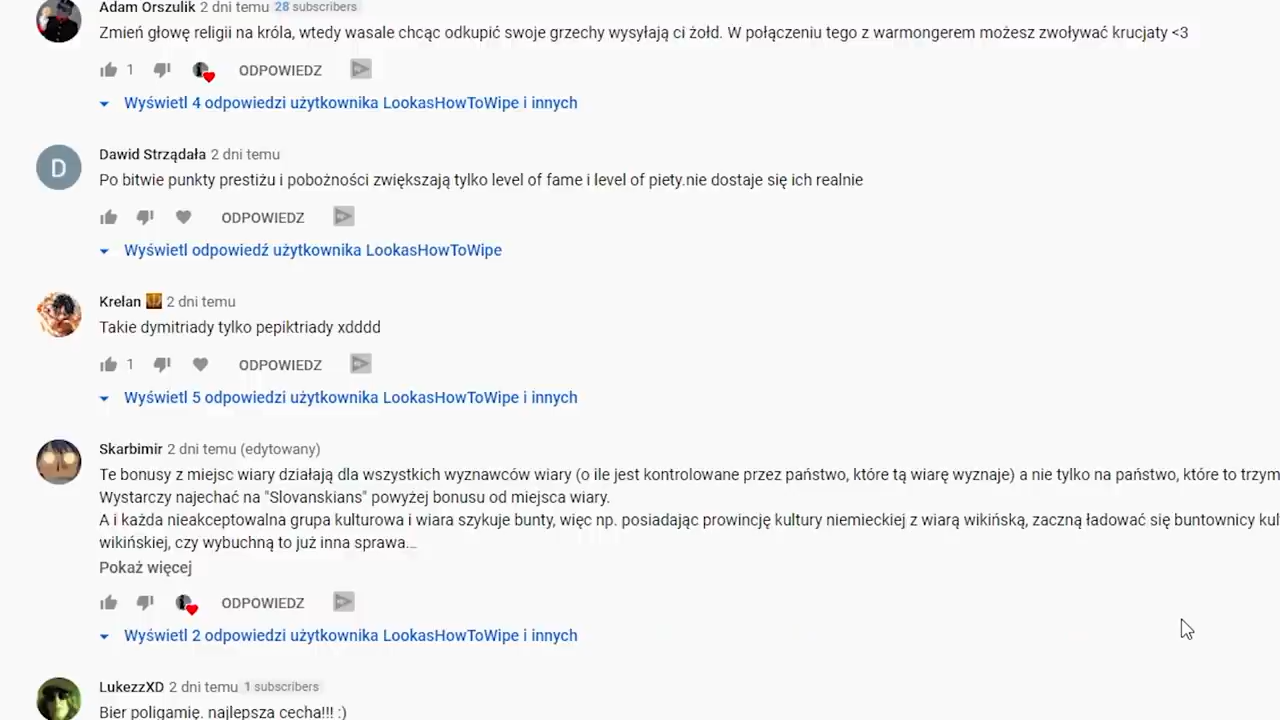 Adam Orszulik 2 dni temu 28 subscribers
Zmień głowę religii na króla, wtedy wasale chcąc odkupić swoje grzechy wysyłają ci żołd. W połączeniu tego z warmongerem możesz zwoływać krucjaty <3
1 ODPOWIEDZ
Wyświetl 4 odpowiedzi użytkownika LookasHowToWipe i innych
D
Dawid Strządała 2 dni temu
Po bitwie punkty prestiżu i pobożności zwiększają tylko level of fame i level of piety.nie dostaje się ich realnie
ODPOWIEDZ
Wyświetl odpowiedź użytkownika LookasHowToWipe
Krelan 2 dni temu
Takie dymitriady tylko pepiktriady xdddd
1 ODPOWIEDZ
Wyświetl 5 odpowiedzi użytkownika LookasHowToWipe i innych
Skarbimir 2 dni temu (edytowany)
Te bonusy z miejsc wiary działają dla wszystkich wyznawców wiary (o ile jest kontrolowane przez państwo, które tą wiarę wyznaje) a nie tylko na państwo, które to trzym
Wystarczy najechać na "Slovanskians" powyżej bonusu od miejsca wiary.
A i każda nieakceptowalna grupa kulturowa i wiara szykuje bunty, więc np. posiadając prowincję kultury niemieckiej z wiarą wikińską, zaczną ładować się buntownicy kul
wikińskiej, czy wybuchną to już inna sprawa...
Pokaż więcej
ODPOWIEDZ
Wyświetl 2 odpowiedzi użytkownika LookasHowToWipe i innych
LukezzXD 2 dni temu 1 subscribers
Bier poligamię. najlepsza cecha!!! :)